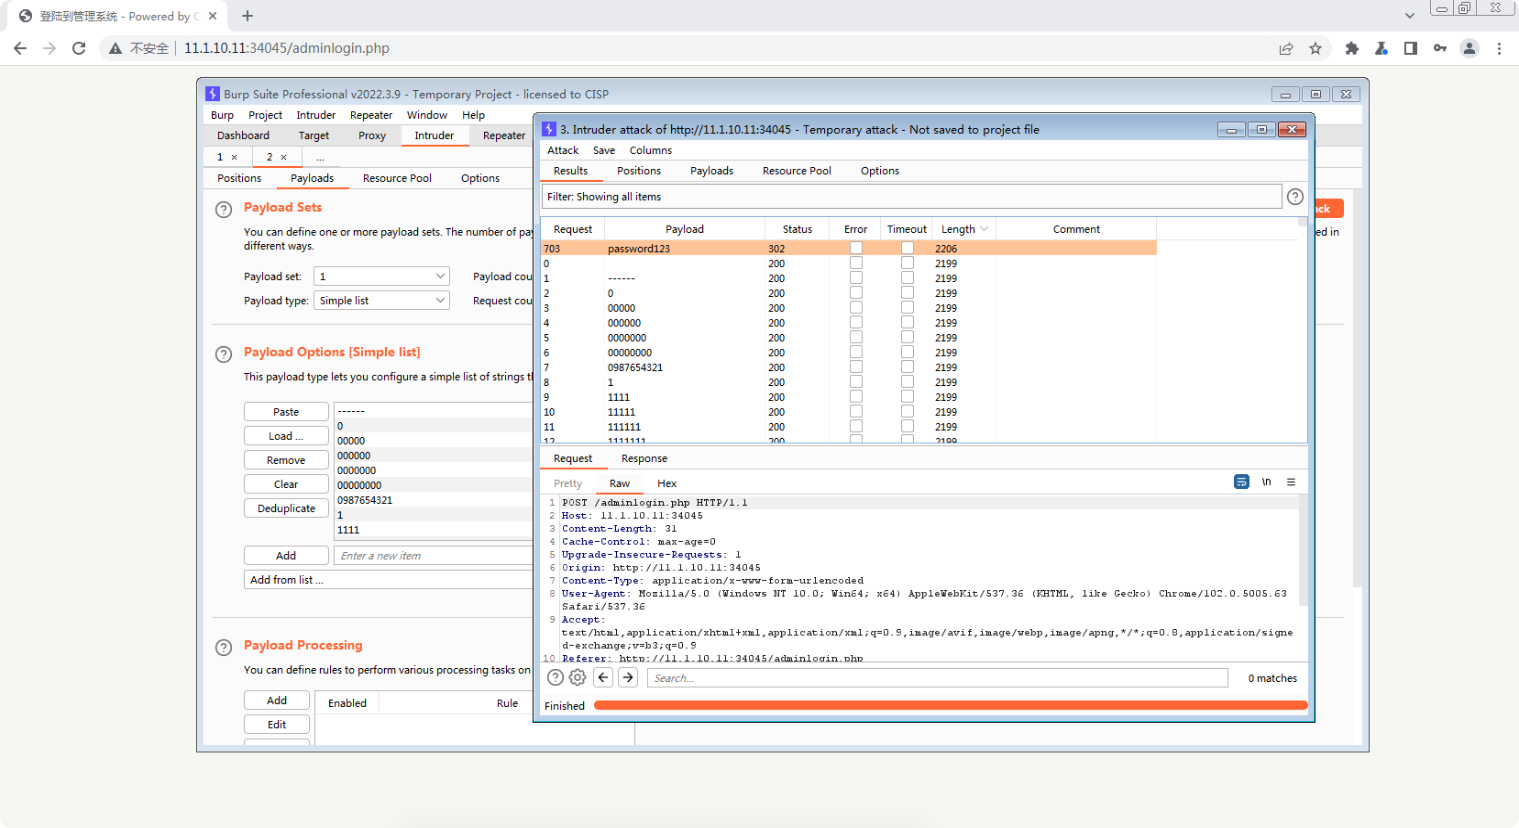 登陆到管理系统 - Powered by C
不安全
11.1.10.11:34045/adminlogin.php
Burp Suite Professional v2022.3.9 - Temporary Project - licensed to CISP
Burp Project Intruder Repeater Window Help
Dashboard Target Proxy Intruder Repeater
1 × 2 × ...
Positions Payloads Resource Pool Options
Payload Sets
You can define one or more payload sets. The number of pay
different ways.
Payload set: 1 Payload cou
Payload type: Simple list Request cou
Payload Options [Simple list]
This payload type lets you configure a simple list of strings th
Paste
Load ...
Remove
Clear
Deduplicate
------
0
00000
000000
0000000
00000000
0987654321
1
1111
Add Enter a new item
Add from list ...
Payload Processing
You can define rules to perform various processing tasks on
Add
Edit
Enabled Rule
ck
ed in
3. Intruder attack of http://11.1.10.11:34045 - Temporary attack - Not saved to project file
Attack Save Columns
Results Positions Payloads Resource Pool Options
Filter: Showing all items
Request Payload Status Error Timeout Length Comment
703 password123 302 2206
0 200 2199
1 ------ 200 2199
2 0 200 2199
3 00000 200 2199
4 000000 200 2199
5 0000000 200 2199
6 00000000 200 2199
7 0987654321 200 2199
8 1 200 2199
9 1111 200 2199
10 11111 200 2199
11 111111 200 2199
12 1111111 200 2199
Request Response
Pretty Raw Hex
\n
1 POST /adminlogin.php HTTP/1.1
2 Host: 11.1.10.11:34045
3 Content-Length: 31
4 Cache-Control: max-age=0
5 Upgrade-Insecure-Requests: 1
6 Origin: http://11.1.10.11:34045
7 Content-Type: application/x-www-form-urlencoded
8 User-Agent: Mozilla/5.0 (Windows NT 10.0; Win64; x64) AppleWebKit/537.36 (KHTML, like Gecko) Chrome/102.0.5005.63
Safari/537.36
9 Accept:
text/html,application/xhtml+xml,application/xml;q=0.9,image/avif,image/webp,image/apng,*/*;q=0.8,application/signe
d-exchange;v=b3;q=0.9
10 Referer: http://11.1.10.11:34045/adminlogin.php
Search... 0 matches
Finished